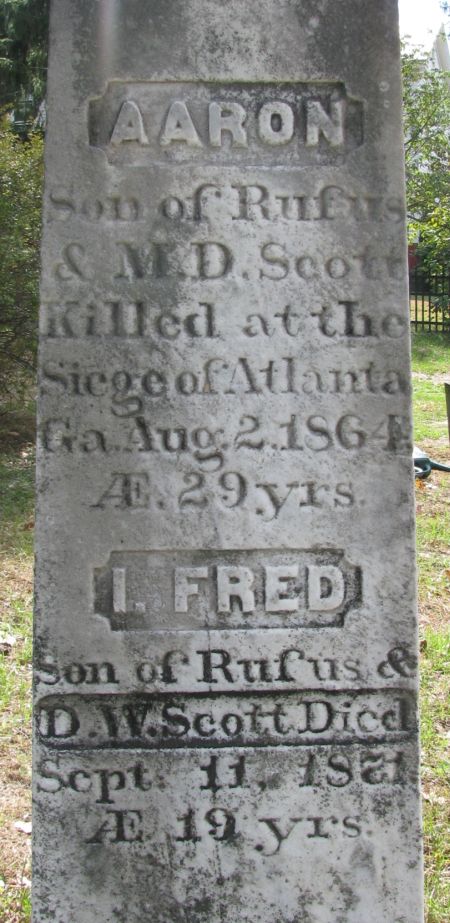 AARON
Son of Rufus
& M.D. Scott
Killed at the
Siege of Atlanta
Ga. Aug. 2. 1864.
Æ. 29 yrs.
I. FRED
Son of Rufus &
D. W. Scott Died
Sept. 11,
Æ 19 yrs.